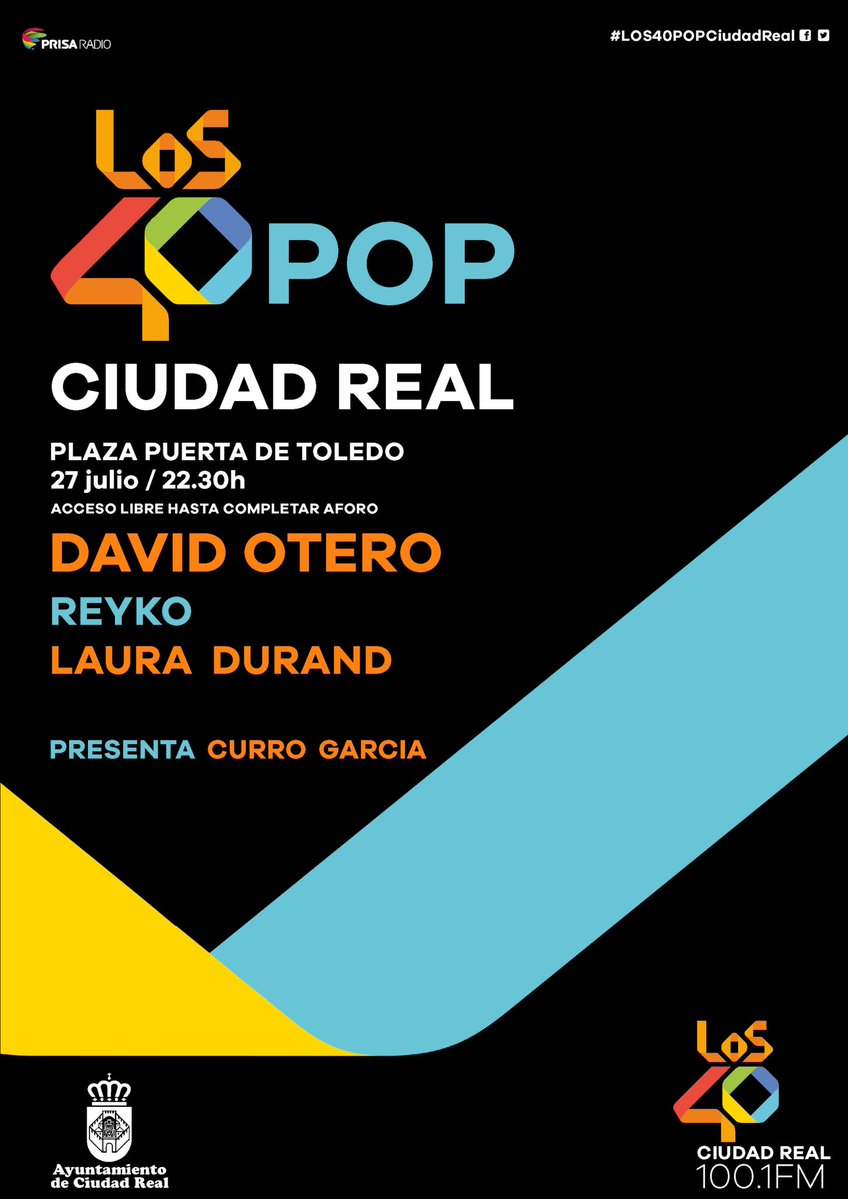 PRISA RADIO
#LOS40POPCiudadReal
LOS
40 POP
CIUDAD REAL
PLAZA PUERTA DE TOLEDO
27 julio / 22.30h
ACCESO LIBRE HASTA COMPLETAR AFORO
DAVID OTERO
REYKO
LAURA DURAND
PRESENTA CURRO GARCIA
Ayuntamiento
de Ciudad Real
LOS
40
CIUDAD REAL
100.1FM